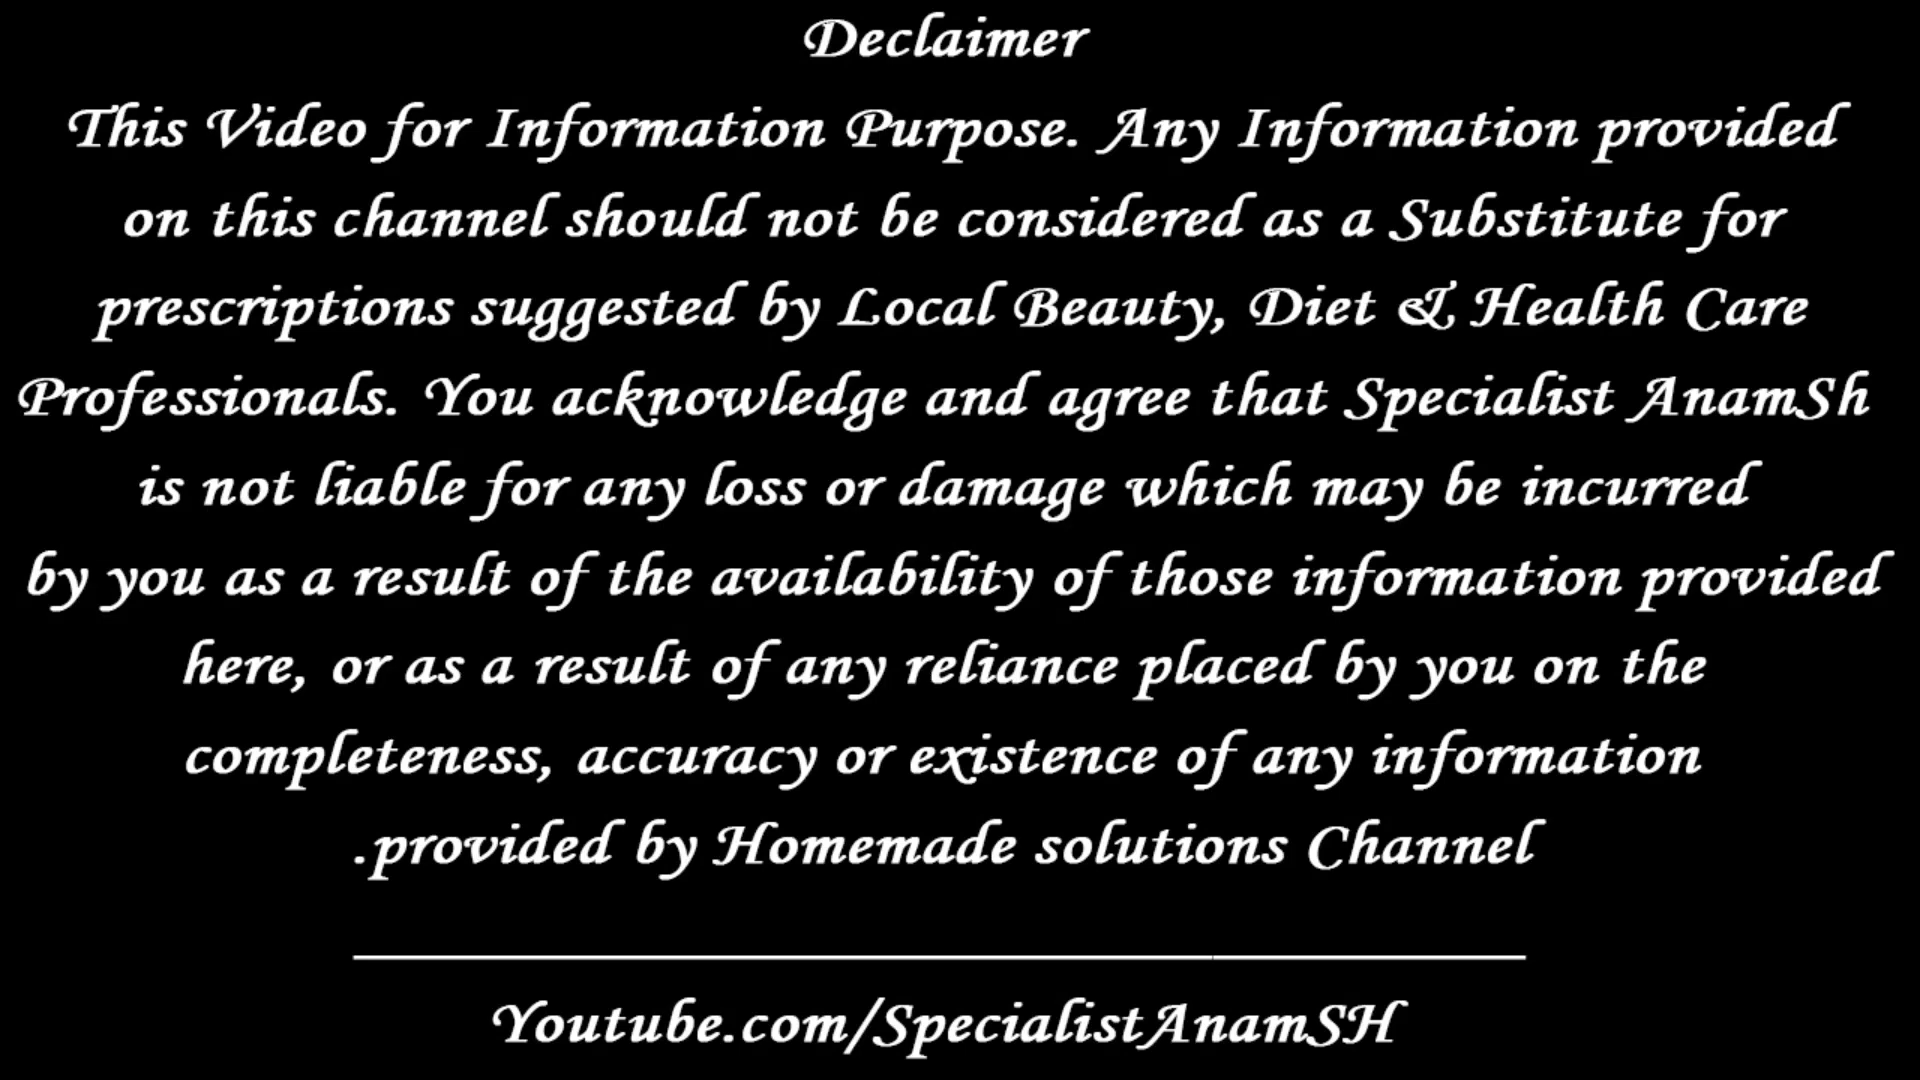 Declaimer
This Video for Information Purpose. Any Information provided
on this channel should not be considered as a Substitute for
prescriptions suggested by Local Beauty, Diet & Health Care
Professionals. You acknowledge and agree that Specialist AnamSh
is not liable for any loss or damage which may be incurred
by you as a result of the availability of those information provided
here, or as a result of any reliance placed by you on the
completeness, accuracy or existence of any information
.provided by Homemade solutions Channel
Youtube.com/SpecialistAnamSH